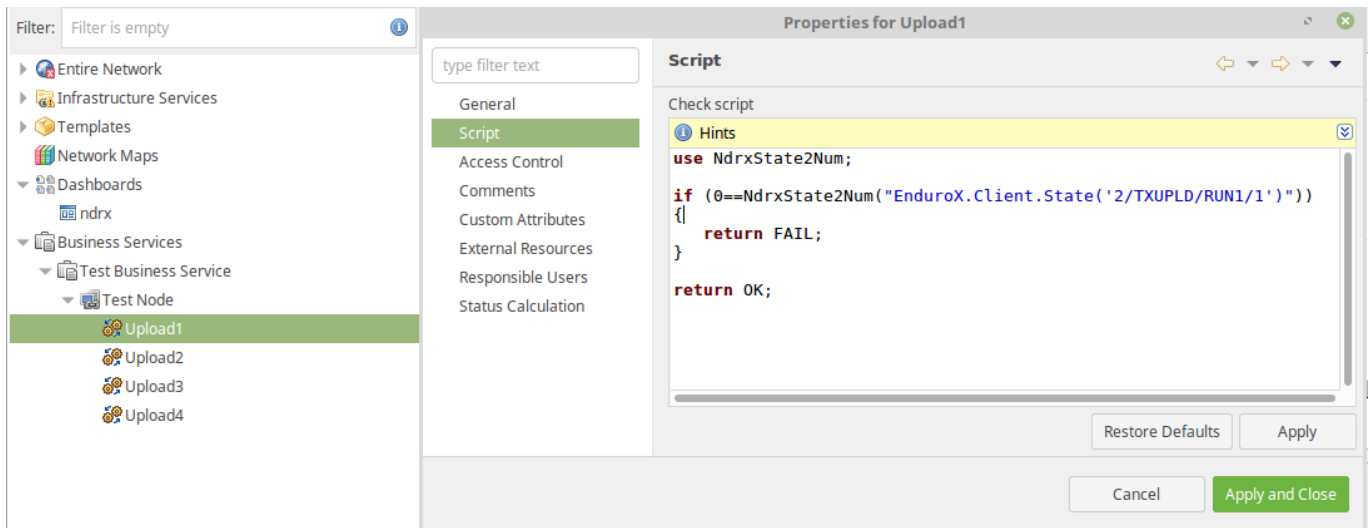 Filter: Filter is empty
Entire Network
Infrastructure Services
Templates
Network Maps
Dashboards
ndrx
Business Services
Test Business Service
Test Node
Upload1
Upload2
Upload3
Upload4
Properties for Upload1
type filter text
General
Script
Access Control
Comments
Custom Attributes
External Resources
Responsible Users
Status Calculation
Script
Check script
Hints
use NdrxState2Num;
if (0==NdrxState2Num("EnduroX.Client.State('2/TXUPLD/RUN1/1')"))
{
return FAIL;
}
return OK;
Restore Defaults
Apply
Cancel
Apply and Close